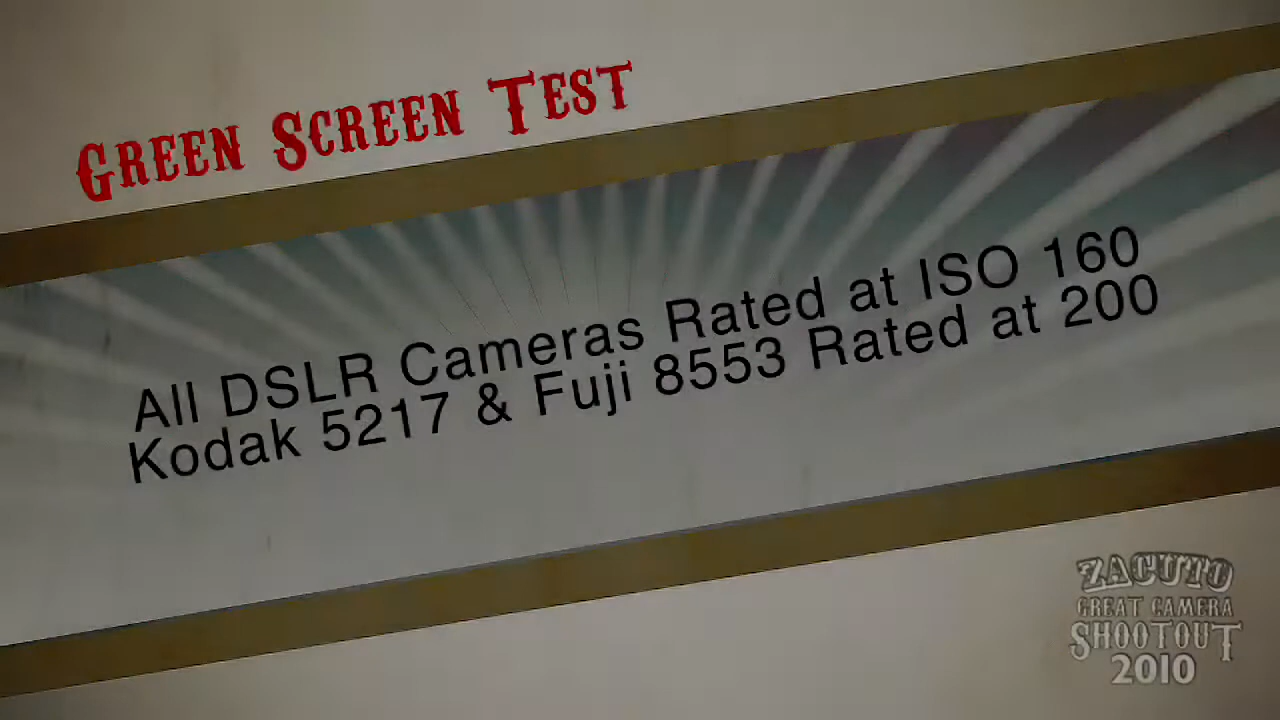 GREEN SCREEN TEST
All DSLR Cameras Rated at ISO 160
Kodak 5217 & Fuji 8553 Rated at 200
ZACUTO
GREAT CAMERA
SHOOTOUT
2010